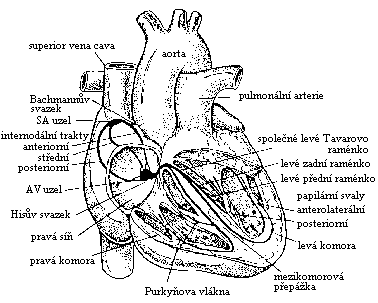 superior vena cava
aorta
Bachmannův
svazek
SA uzel
internodální trakty
anteriorní
střední
posteriorní
AV uzel
Hisův svazek
pravá síň
pravá komora
Purkyňova vlákna
pulmonální arterie
společné levé Tavarovo
raménko
levé zadní raménko
levé přední raménko
papilární svaly
anterolaterální
posteriorní
levá komora
mezikomorová
přepážka